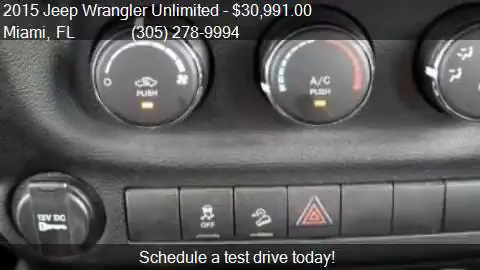 2015 Jeep Wrangler Unlimited - $30,991.00
Miami, FL (305) 278-9994
PUSH
A/C
PUSH
12V DC
OFF
Schedule a test drive today!